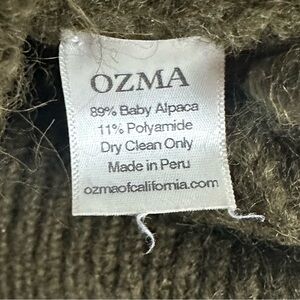 OZMA
89% Baby Alpaca
11% Polyamide
Dry Clean Only
Made in Peru
ozmaofcalifornia.com